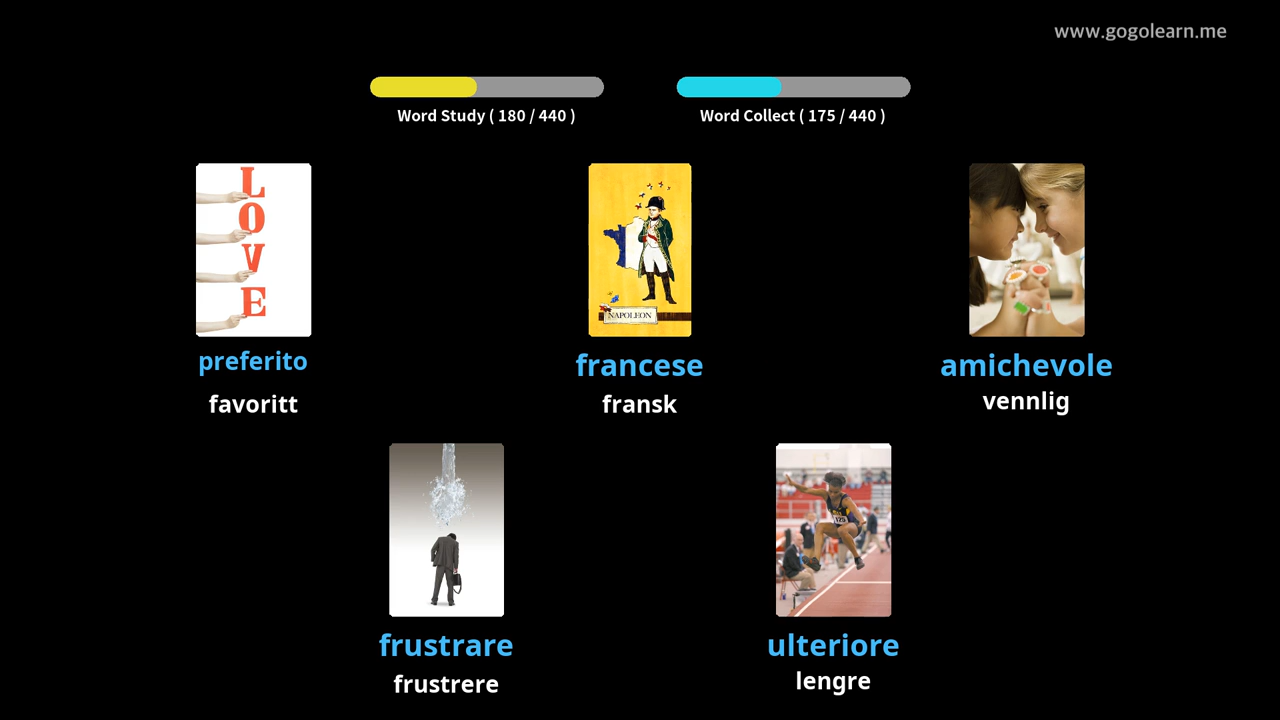 www.gogolearn.me
Word Study ( 180 / 440 )
Word Collect ( 175 / 440 )
L
O
V
E
NAPOLEON
preferito
favoritt
francese
fransk
amichevole
vennlig
frustrare
frustrere
ulteriore
lengre